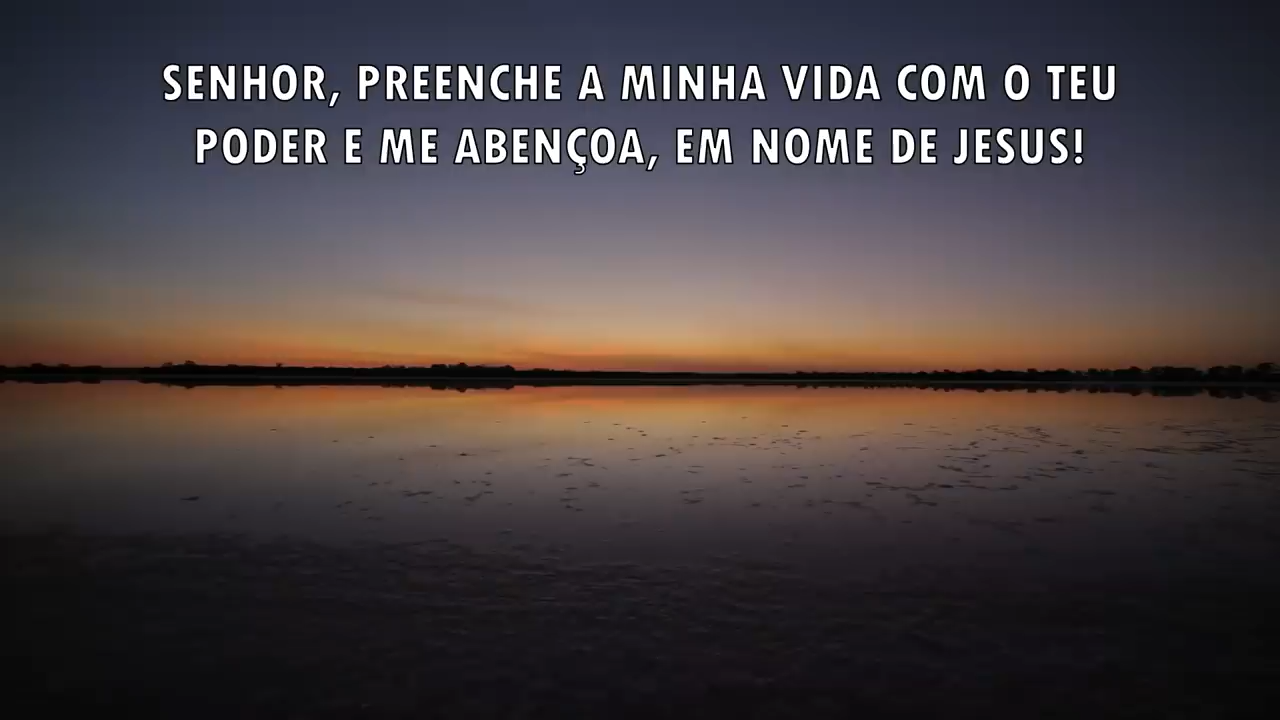 SENHOR, PREENCHE A MINHA VIDA COM O TEU
PODER E ME ABENÇOA, EM NOME DE JESUS!